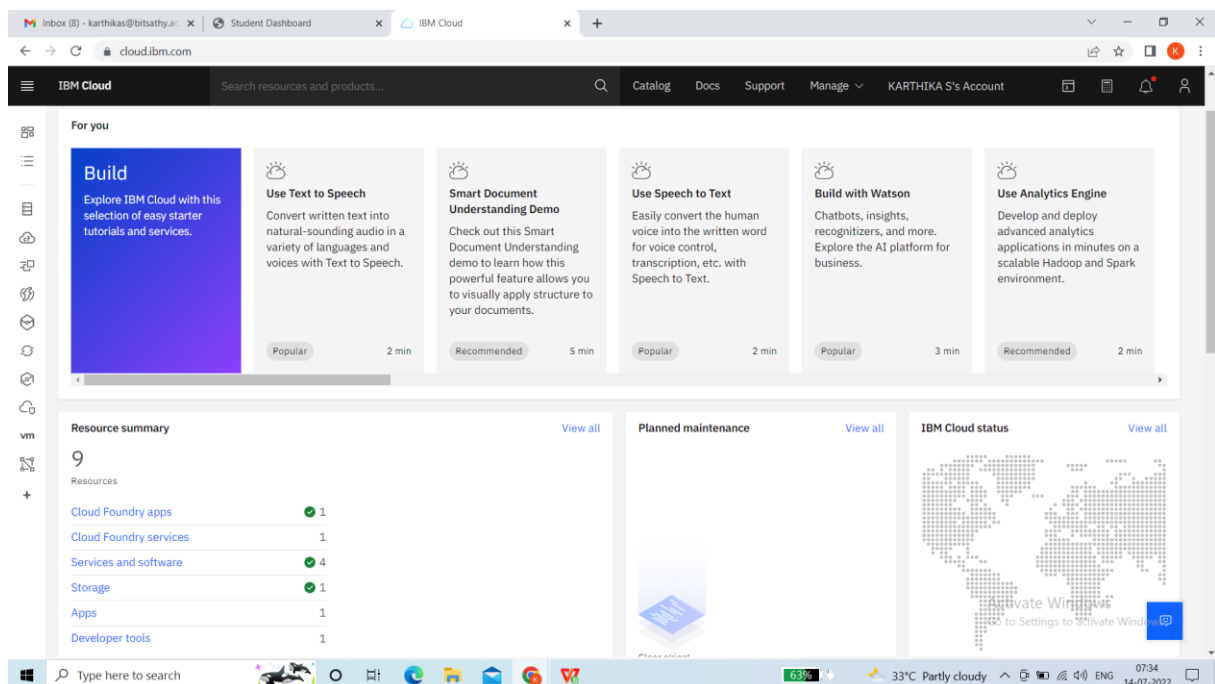 Inbox (8) - karthikas@bitsathy.ac
Student Dashboard
IBM Cloud
cloud.ibm.com
K
IBM Cloud
Search resources and products...
Catalog
Docs
Support
Manage
KARTHIKA S's Account
For you
Build
Explore IBM Cloud with this
selection of easy starter
tutorials and services.
Use Text to Speech
Convert written text into
natural-sounding audio in a
variety of languages and
voices with Text to Speech.
Popular
2 min
Smart Document
Understanding Demo
Check out this Smart
Document Understanding
demo to learn how this
powerful feature allows you
to visually apply structure to
your documents.
Recommended
5 min
Use Speech to Text
Easily convert the human
voice into the written word
for voice control,
transcription, etc. with
Speech to Text.
Popular
2 min
Build with Watson
Chatbots, insights,
recognitizers, and more.
Explore the AI platform for
business.
Popular
3 min
Use Analytics Engine
Develop and deploy
advanced analytics
applications in minutes on a
scalable Hadoop and Spark
environment.
Recommended
2 min
vm
Resource summary
View all
9
Resources
Cloud Foundry apps 1
Cloud Foundry services 1
Services and software 4
Storage 1
Apps 1
Developer tools 1
Planned maintenance
View all
IBM Cloud status
View all
Activate Windows
Go to Settings to activate Windows.
Type here to search
63%
33°C Partly cloudy
ENG
07:34
14-07-2022